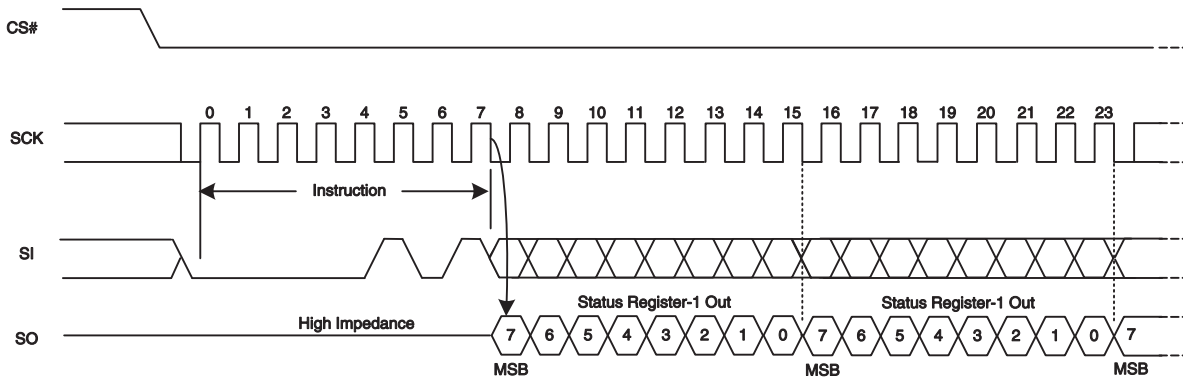 CS#
0 1 2 3 4 5 6 7 8 9 10 11 12 13 14 15 16 17 18 19 20 21 22 23
SCK
Instruction
SI
Status Register-1 Out Status Register-1 Out
High Impedance
SO 7 6 5 4 3 2 1 0 7 6 5 4 3 2 1 0 7
MSB MSB MSB